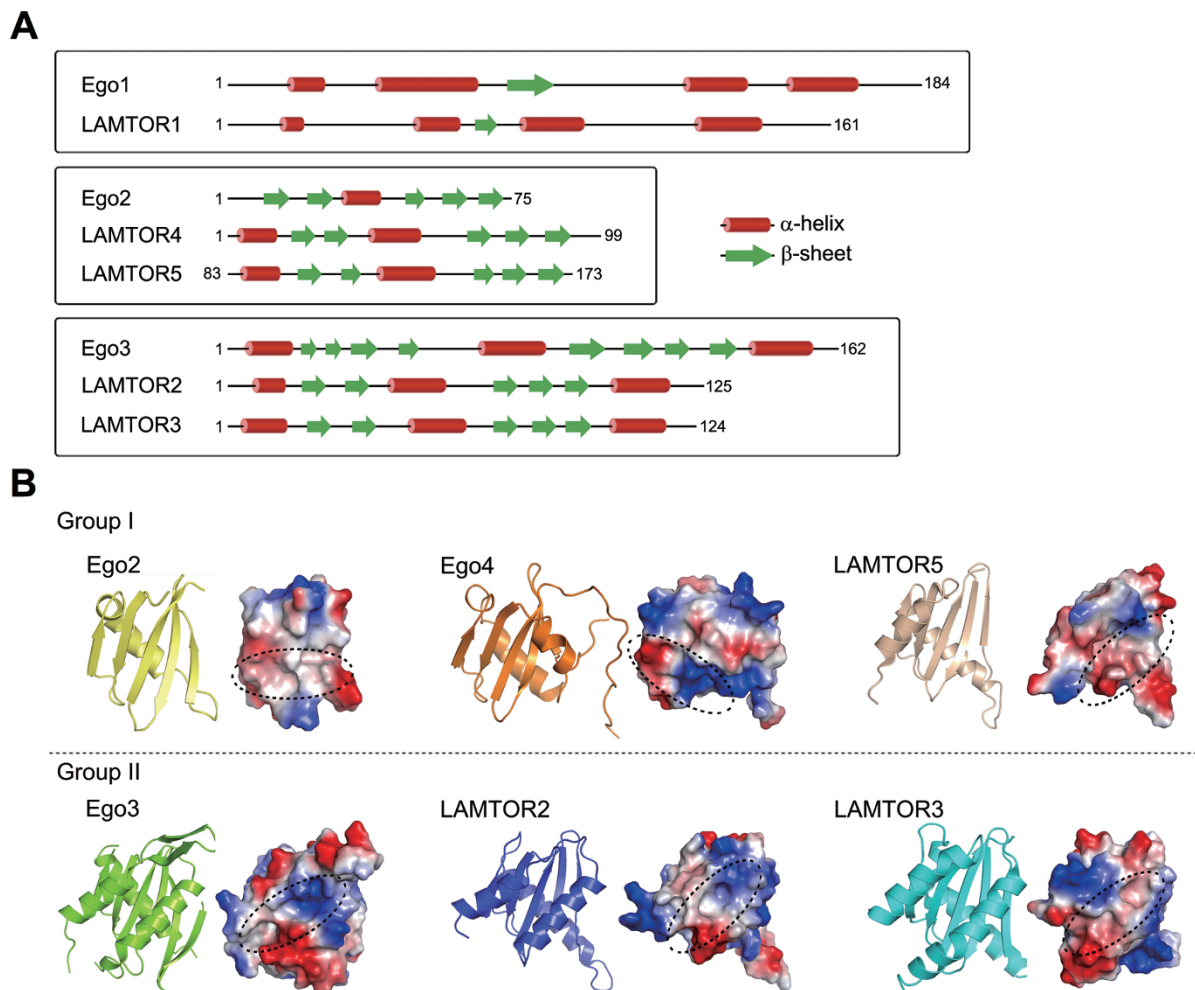 A
Ego1 1 184
LAMTOR1 1 161
Ego2 1 75
LAMTOR4 1 99
LAMTOR5 83 173
α-helix
β-sheet
Ego3 1 162
LAMTOR2 1 125
LAMTOR3 1 124
B
Group I
Ego2 Ego4 LAMTOR5
Group II
Ego3 LAMTOR2 LAMTOR3